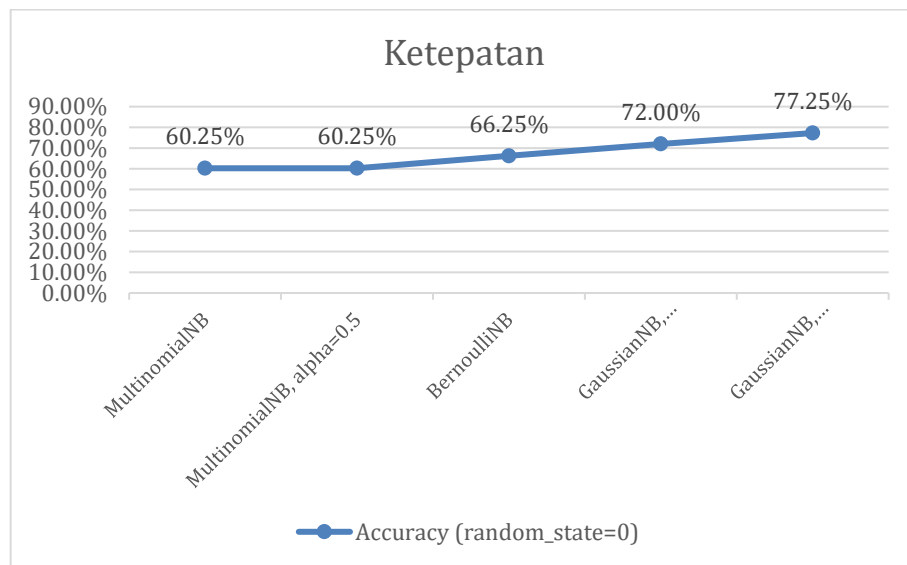 Ketepatan
90.00%
80.00%
70.00%
60.00%
50.00%
40.00%
30.00%
20.00%
10.00%
0.00%
60.25%
60.25%
66.25%
72.00%
77.25%
MultinomialNB
MultinomialNB, alpha=0.5
BernoulliNB
GaussianNB,...
GaussianNB,...
Accuracy (random_state=0)